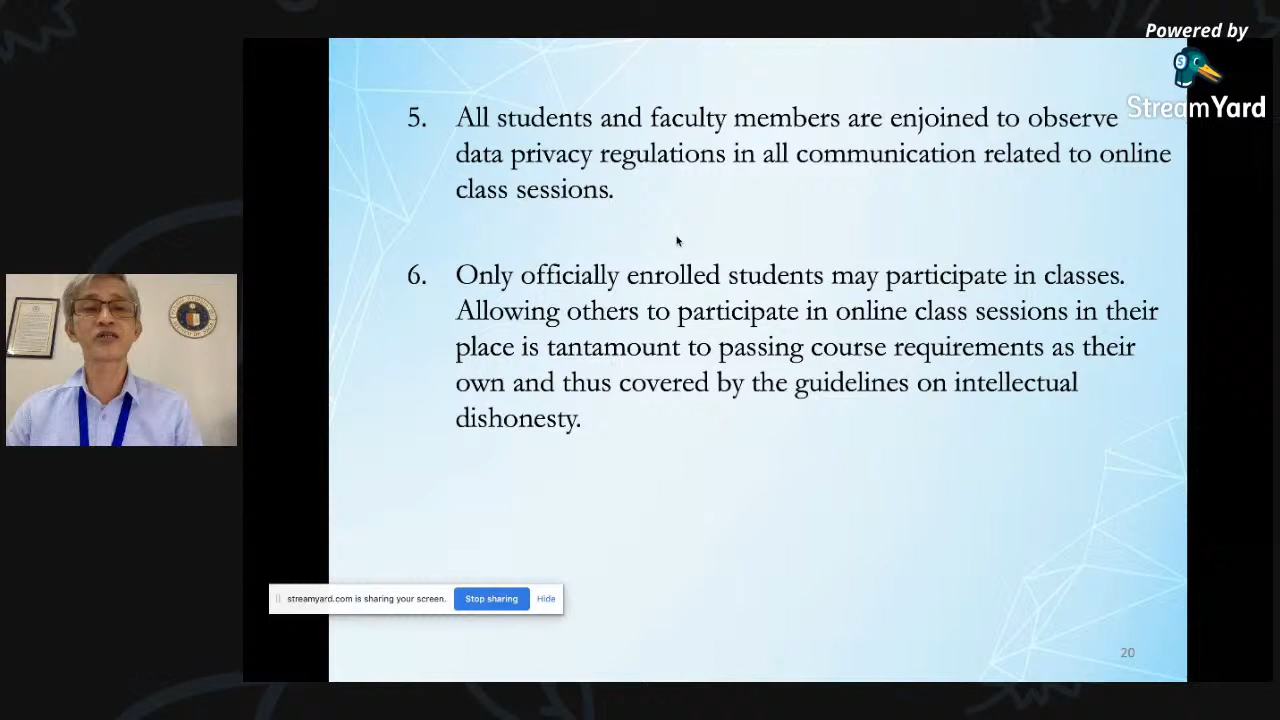 Powered by
StreamYard
5. All students and faculty members are enjoined to observe
data privacy regulations in all communication related to online
class sessions.
6. Only officially enrolled students may participate in classes.
Allowing others to participate in online class sessions in their
place is tantamount to passing course requirements as their
own and thus covered by the guidelines on intellectual
dishonesty.
streamyard.com is sharing your screen.
Stop sharing
Hide
20